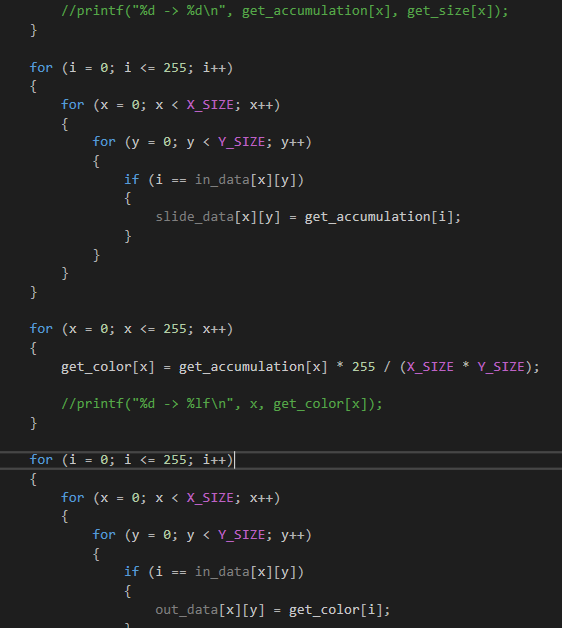 //printf("%d -> %d\n", get_accumulation[x], get_size[x]);
}
for (i = 0; i <= 255; i++)
{
for (x = 0; x < X_SIZE; x++)
{
for (y = 0; y < Y_SIZE; y++)
{
if (i == in_data[x][y])
{
slide_data[x][y] = get_accumulation[i];
}
}
}
}
for (x = 0; x <= 255; x++)
{
get_color[x] = get_accumulation[x] * 255 / (X_SIZE * Y_SIZE);
//printf("%d -> %lf\n", x, get_color[x]);
}
for (i = 0; i <= 255; i++)
{
for (x = 0; x < X_SIZE; x++)
{
for (y = 0; y < Y_SIZE; y++)
{
if (i == in_data[x][y])
{
out_data[x][y] = get_color[i];
}